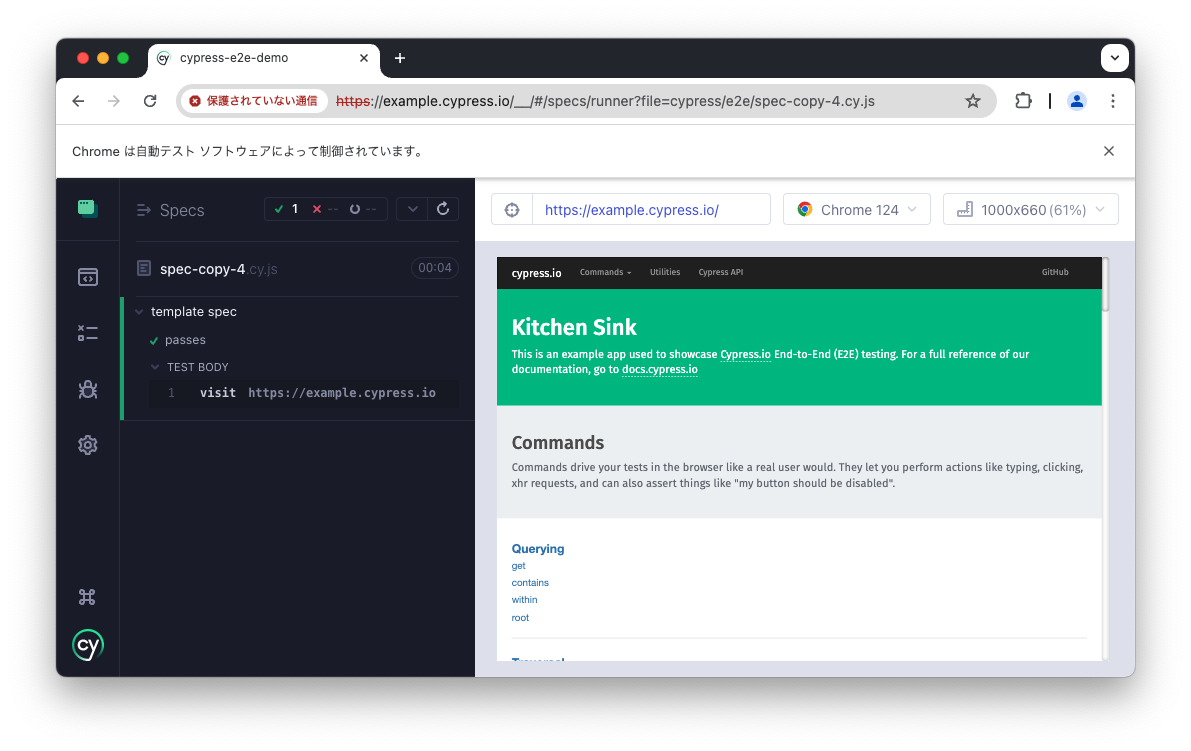 cy cypress-e2e-demo
保護されていない通信 https://example.cypress.io/__/#/specs/runner?file=cypress/e2e/spec-copy-4.cy.js
Chrome は自動テスト ソフトウェアによって制御されています。
Specs 1 -- --
spec-copy-4.cy.js 00:04
template spec
passes
TEST BODY
1 visit https://example.cypress.io
cy
https://example.cypress.io/ Chrome 124 1000x660 (61%)
cypress.io Commands Utilities Cypress API GitHub
Kitchen Sink
This is an example app used to showcase Cypress.io End-to-End (E2E) testing. For a full reference of our
documentation, go to docs.cypress.io
Commands
Commands drive your tests in the browser like a real user would. They let you perform actions like typing, clicking,
xhr requests, and can also assert things like "my button should be disabled".
Querying
get
contains
within
root